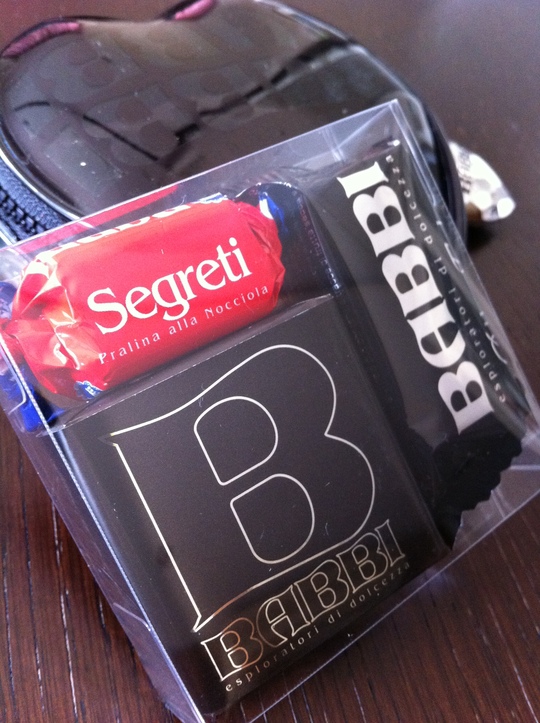 Segreti
Pralina alla Nocciola
BABBI
esploratori di dolcezza
B
BABBI
esploratori di dolcezza